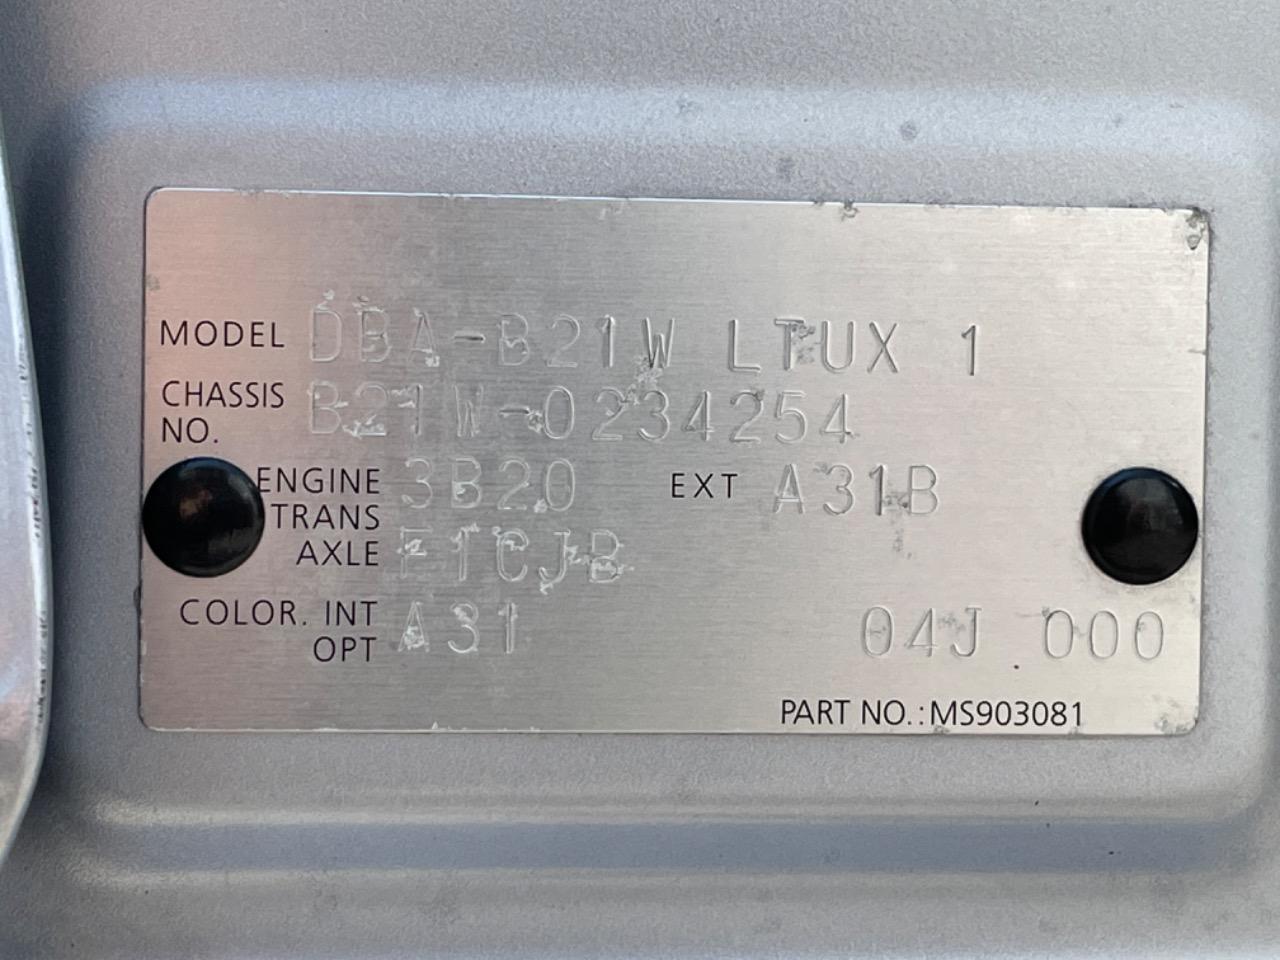 MODEL DBA-B21W LTUX 1
CHASSIS NO. B21W-0234254
ENGINE 3B20 EXT A31B
TRANS AXLE F1CJB
COLOR. INT OPT A31 04J 000
PART NO.:MS903081